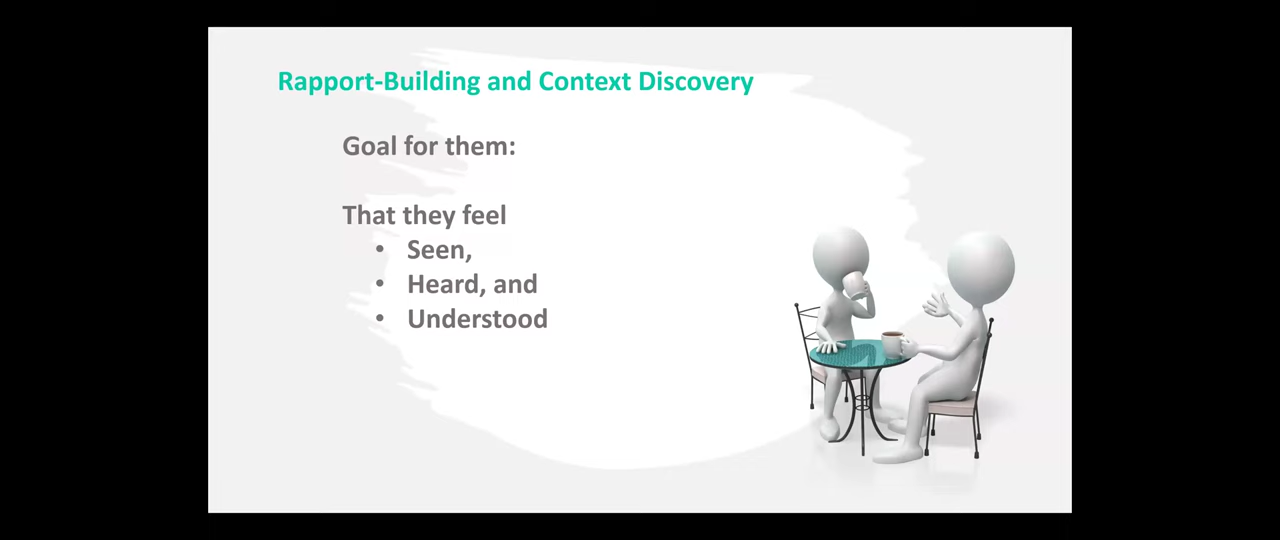 Rapport-Building and Context Discovery
Goal for them:
That they feel
• Seen,
• Heard, and
• Understood